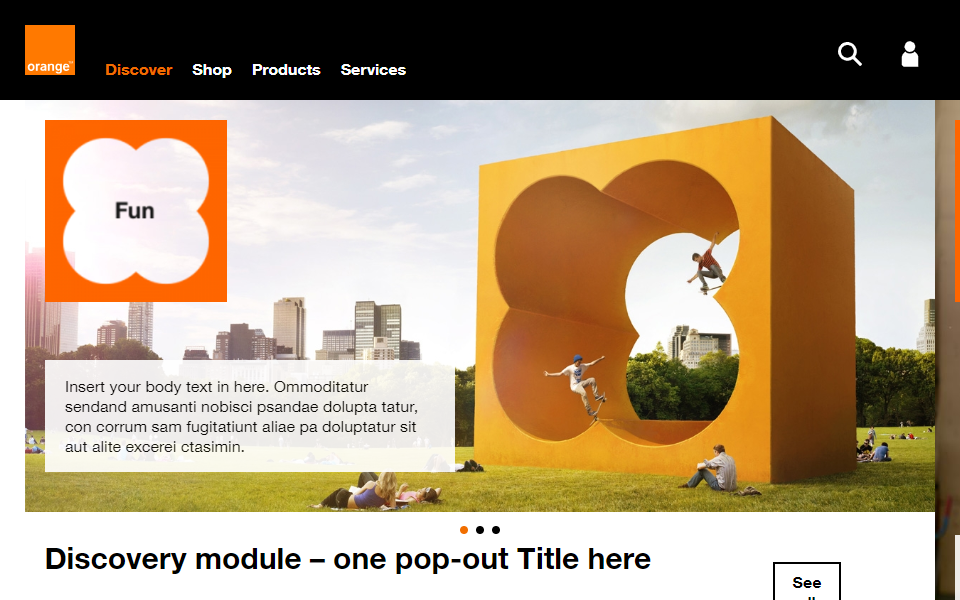 orange™
Discover
Shop
Products
Services
Fun
Insert your body text in here. Ommoditatur
sendand amusanti nobisci psandae dolupta tatur,
con corrum sam fugitatiunt aliae pa doluptatur sit
aut alite excerei ctasimin.
Discovery module – one pop-out Title here
See